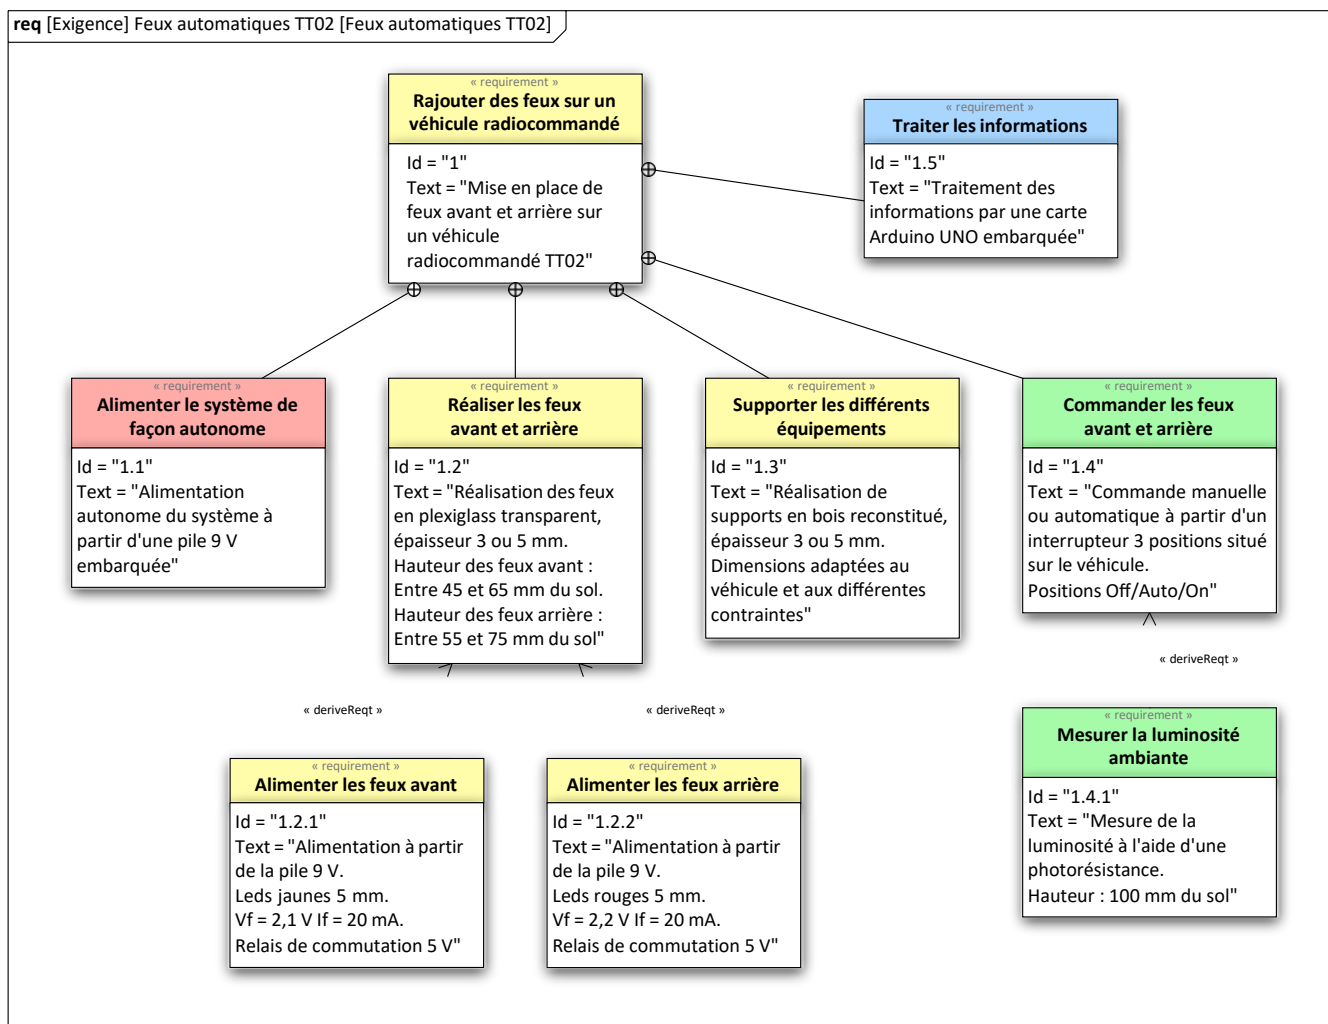 req [Exigence] Feux automatiques TT02 [Feux automatiques TT02]
« requirement »
Rajouter des feux sur un
véhicule radiocommandé
Id = "1"
Text = "Mise en place de
feux avant et arrière sur
un véhicule
radiocommandé TT02"
« requirement »
Traiter les informations
Id = "1.5"
Text = "Traitement des
informations par une carte
Arduino UNO embarquée"
« requirement »
Alimenter le système de
façon autonome
Id = "1.1"
Text = "Alimentation
autonome du système à
partir d'une pile 9 V
embarquée"
« requirement »
Réaliser les feux
avant et arrière
Id = "1.2"
Text = "Réalisation des feux
en plexiglass transparent,
épaisseur 3 ou 5 mm.
Hauteur des feux avant :
Entre 45 et 65 mm du sol.
Hauteur des feux arrière :
Entre 55 et 75 mm du sol"
« requirement »
Supporter les différents
équipements
Id = "1.3"
Text = "Réalisation de
supports en bois reconstitué,
épaisseur 3 ou 5 mm.
Dimensions adaptées au
véhicule et aux différentes
contraintes"
« requirement »
Commander les feux
avant et arrière
Id = "1.4"
Text = "Commande manuelle
ou automatique à partir d'un
interrupteur 3 positions situé
sur le véhicule.
Positions Off/Auto/On"
« deriveReqt »
« deriveReqt »
« deriveReqt »
« requirement »
Alimenter les feux avant
Id = "1.2.1"
Text = "Alimentation à partir
de la pile 9 V.
Leds jaunes 5 mm.
Vf = 2,1 V If = 20 mA.
Relais de commutation 5 V"
« requirement »
Alimenter les feux arrière
Id = "1.2.2"
Text = "Alimentation à partir
de la pile 9 V.
Leds rouges 5 mm.
Vf = 2,2 V If = 20 mA.
Relais de commutation 5 V"
« requirement »
Mesurer la luminosité
ambiante
Id = "1.4.1"
Text = "Mesure de la
luminosité à l'aide d'une
photorésistance.
Hauteur : 100 mm du sol"